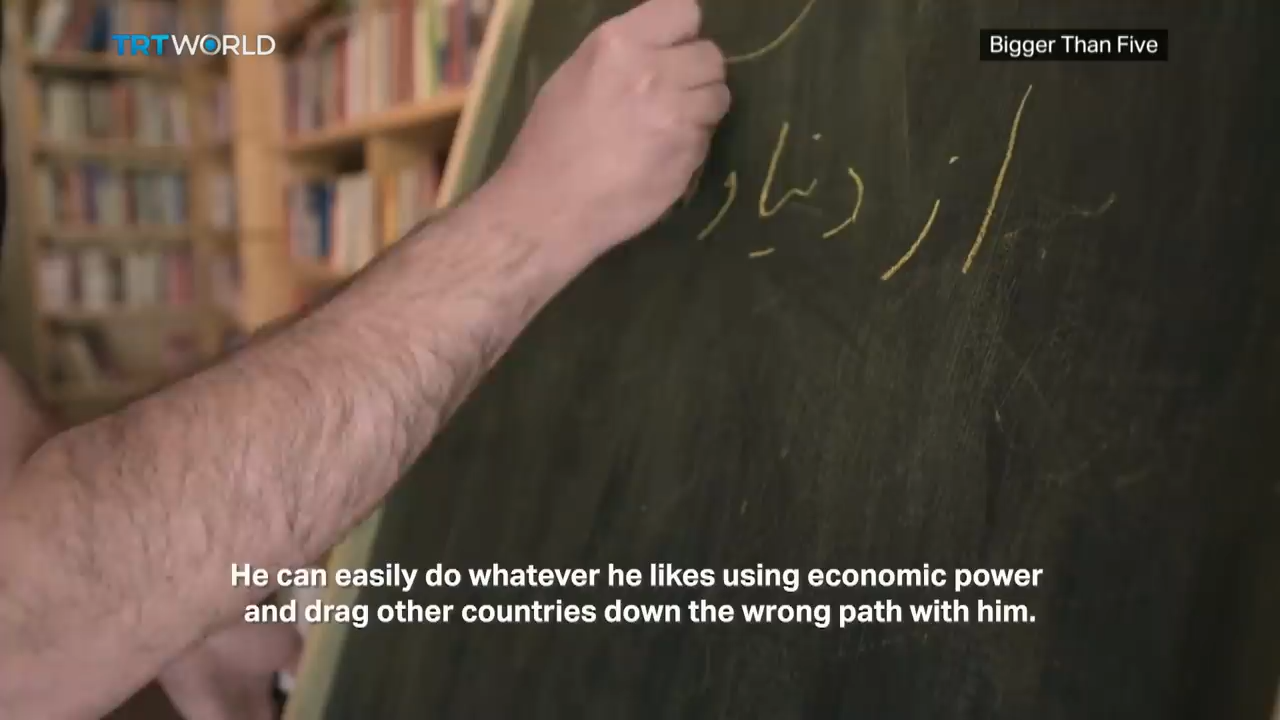 TRT WORLD
Bigger Than Five
از دنیا و
He can easily do whatever he likes using economic power
and drag other countries down the wrong path with him.